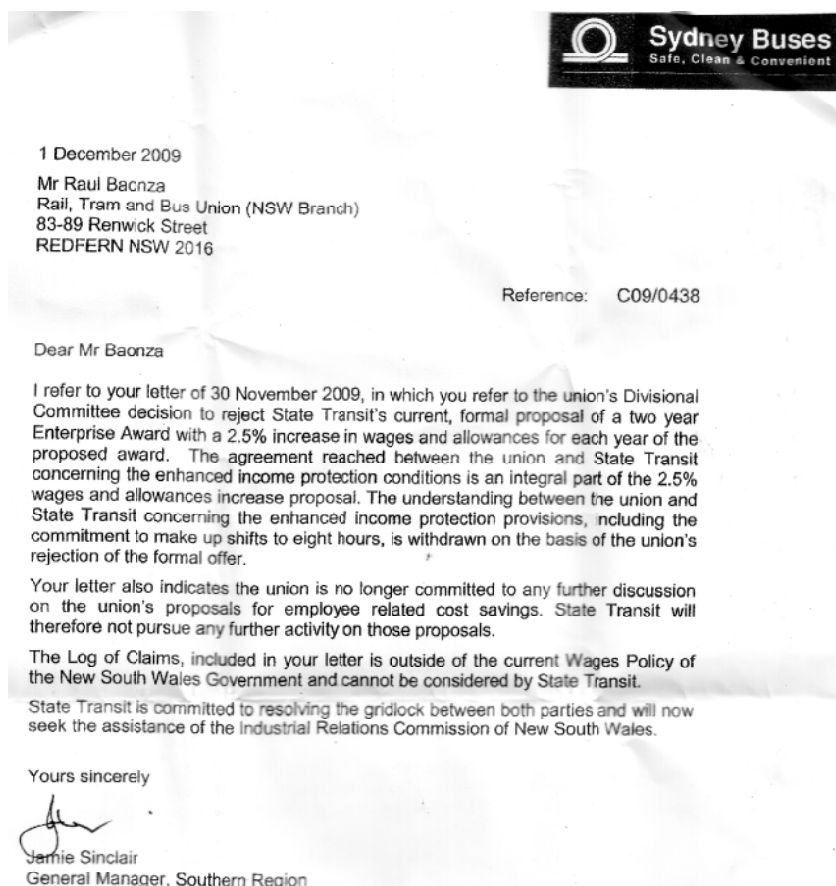 Sydney Buses
Safe, Clean & Convenient
1 December 2009
Mr Raul Baonza
Rail, Tram and Bus Union (NSW Branch)
83-89 Renwick Street
REDFERN NSW 2016
Reference: C09/0438
Dear Mr Baonza
I refer to your letter of 30 November 2009, in which you refer to the union's Divisional
Committee decision to reject State Transit's current, formal proposal of a two year
Enterprise Award with a 2.5% increase in wages and allowances for each year of the
proposed award. The agreement reached between the union and State Transit
concerning the enhanced income protection conditions is an integral part of the 2.5%
wages and allowances increase proposal. The understanding between the union and
State Transit concerning the enhanced income protection provisions, including the
commitment to make up shifts to eight hours, is withdrawn on the basis of the union's
rejection of the formal offer.
Your letter also indicates the union is no longer committed to any further discussion
on the union's proposals for employee related cost savings. State Transit will
therefore not pursue any further activity on those proposals.
The Log of Claims, included in your letter is outside of the current Wages Policy of
the New South Wales Government and cannot be considered by State Transit.
State Transit is committed to resolving the gridlock between both parties and will now
seek the assistance of the Industrial Relations Commission of New South Wales.
Yours sincerely
Jamie Sinclair
General Manager, Southern Region